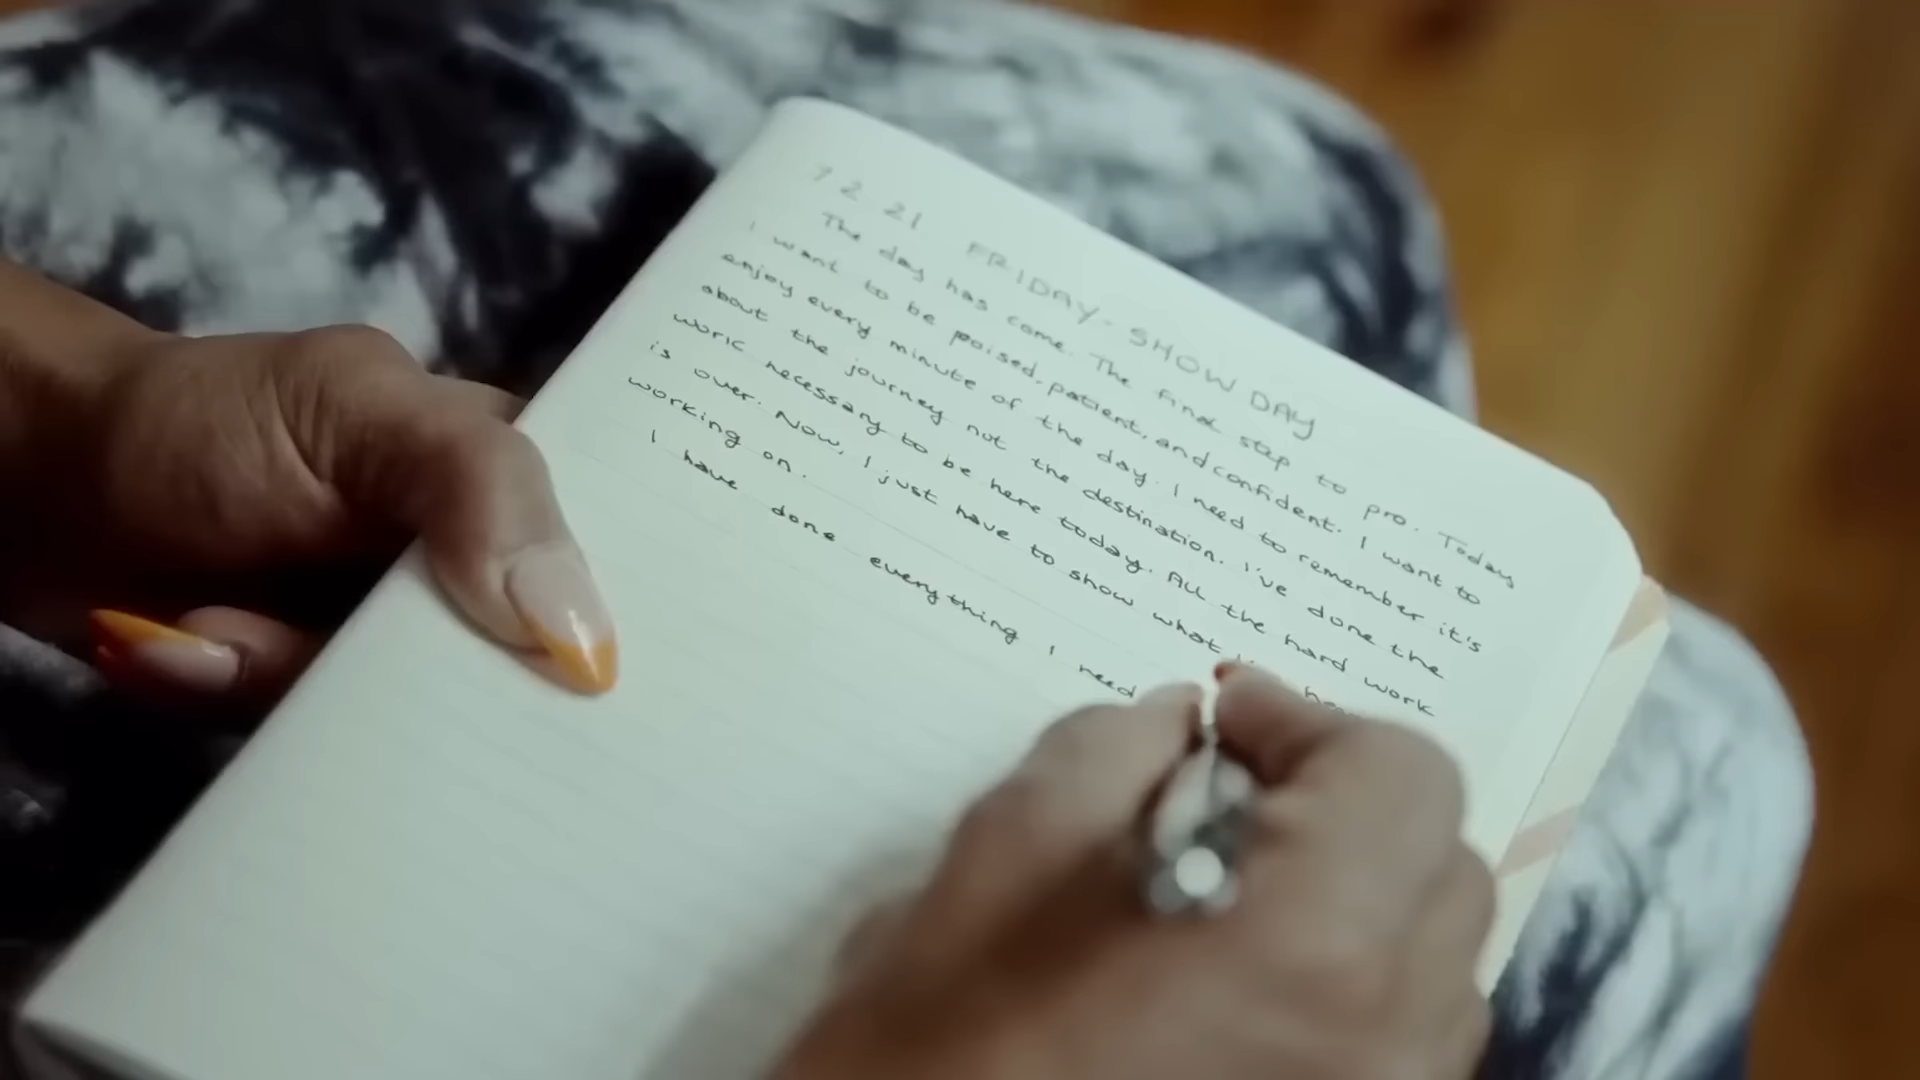 7 2 21 FRIDAY - SHOW DAY
The day has come. The final step to pro. Today
I want to be poised, patient, and confident. I want to
enjoy every minute of the day. I need to remember it's
about the journey not the destination. I've done the
work necessary to be here today. All the hard work
is over. Now, I just have to show what
working on.
I have done everything I need